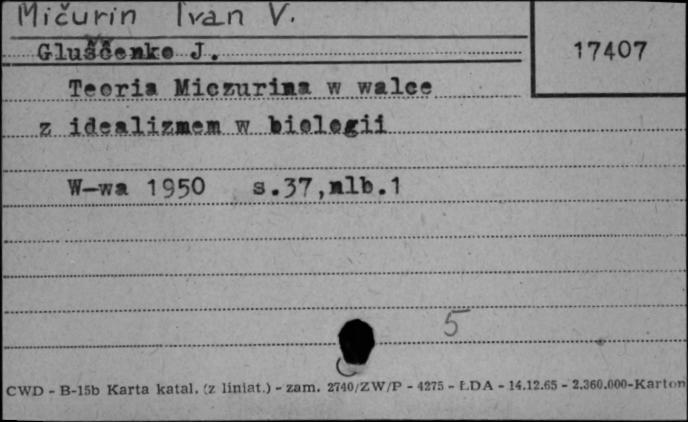 Mičurin Ivan V.
17407
Gluščenko J.
Teoria Miczurina w walce
z idealizmem w biologii
W-wa 1950 s.37,nlb.1
5
CWD - B-15b Karta katal. (z liniat.) - zam. 2740/ZW/P - 4275 - ŁDA - 14.12.65 - 2.360.000-Karton